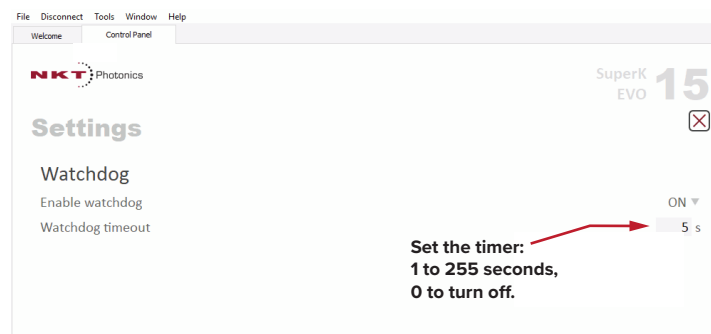 File Disconnect Tools Window Help
Welcome Control Panel
NKT Photonics
SuperK EVO 15
Settings
Watchdog
Enable watchdog ON
Watchdog timeout 5 s
Set the timer:
1 to 255 seconds,
0 to turn off.